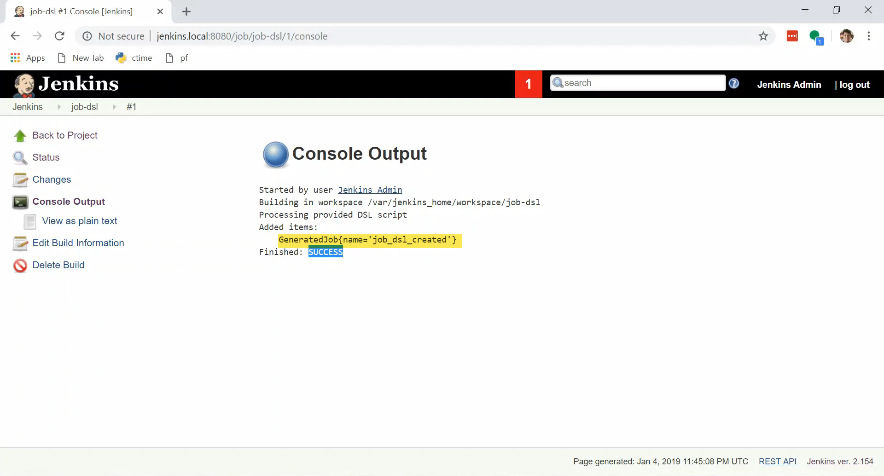 job-dsl #1 Console [Jenkins]
Not secure | jenkins.local:8080/job/job-dsl/1/console
Apps New Tab ctime pf
Jenkins 1 search Jenkins Admin | log out
Jenkins job-dsl #1
Back to Project
Status
Changes
Console Output
View as plain text
Edit Build Information
Delete Build
Console Output
Started by user Jenkins Admin
Building in workspace /var/jenkins_home/workspace/job-dsl
Processing provided DSL script
Added items:
GeneratedJob{name='job_dsl_created'}
Finished: SUCCESS
Page generated: Jan 4, 2019 11:45:08 PM UTC REST API Jenkins ver. 2.154